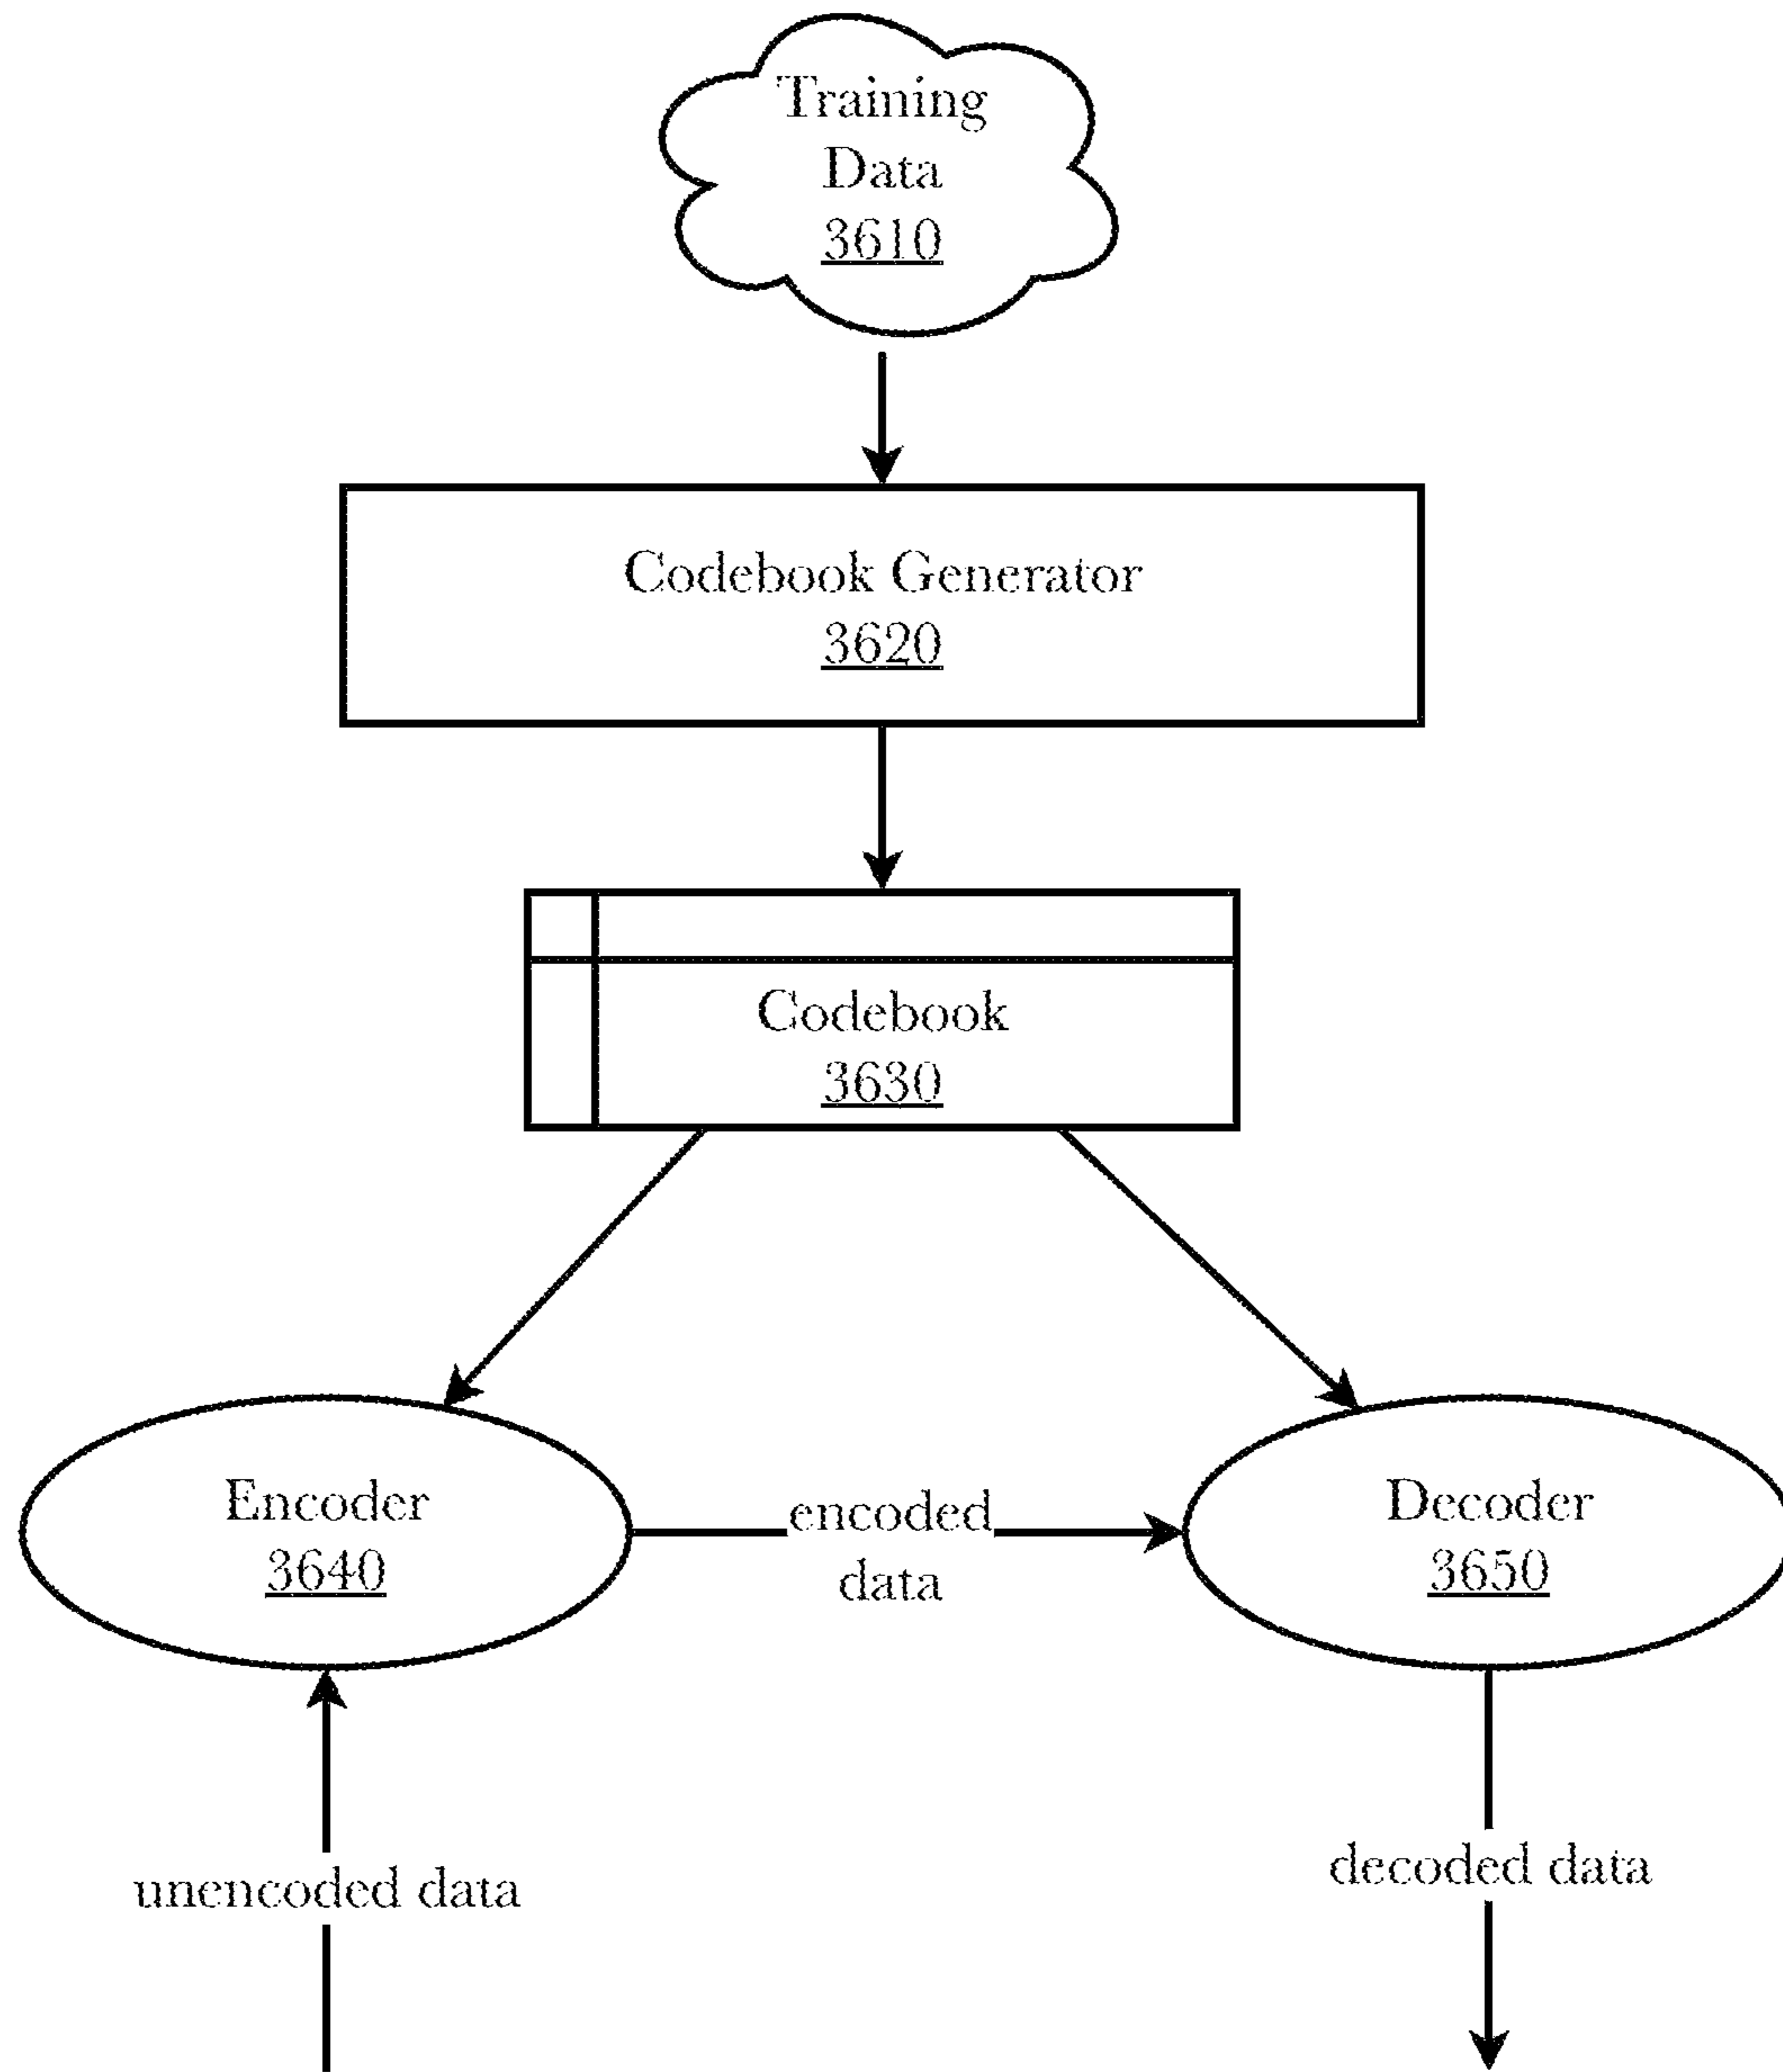 Training
Data
3610
Codebook Generator
3620
Codebook
3630
Encoder
3640
encoded
data
Decoder
3650
unencoded data
decoded data